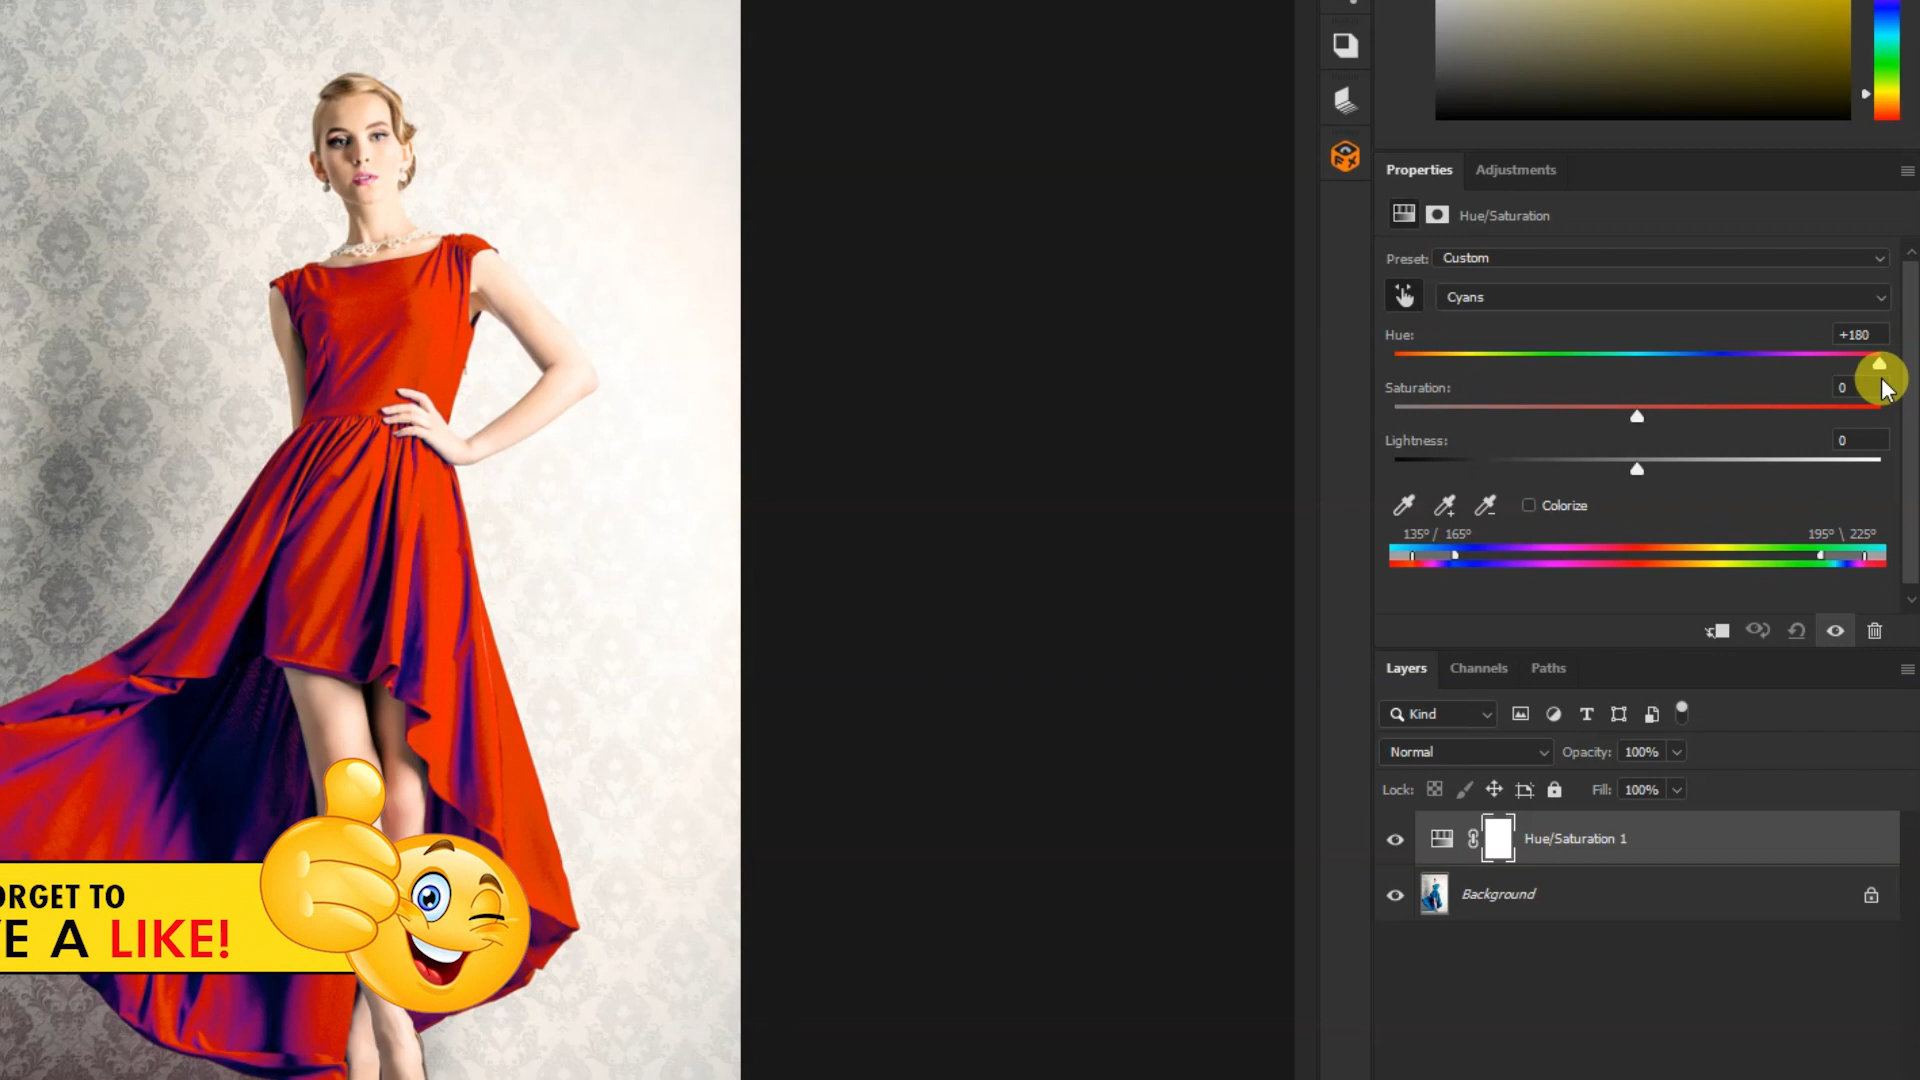 Properties Adjustments
Hue/Saturation
Preset: Custom
Cyans
Hue: +180
Saturation: 0
Lightness: 0
Colorize
135° / 165° 195° \ 225°
Layers Channels Paths
Kind
Normal Opacity: 100%
Lock: Fill: 100%
Hue/Saturation 1
Background
ORGET TO
E A LIKE!